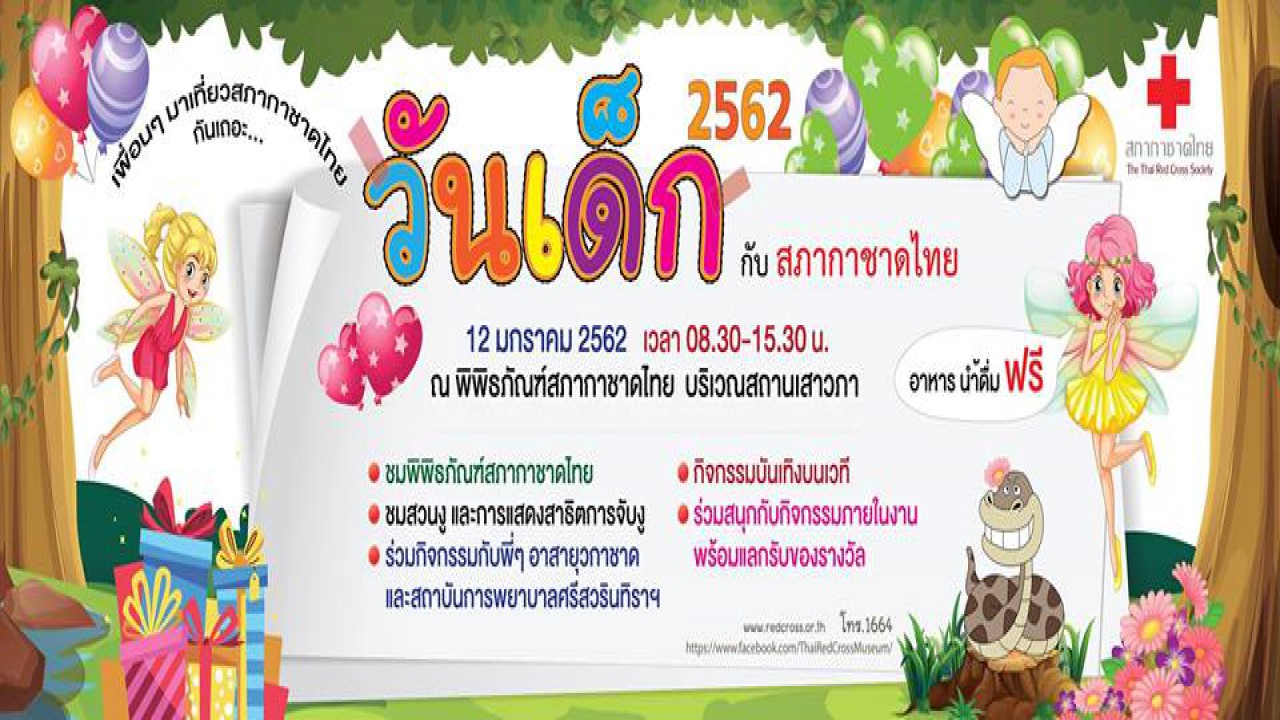 เพื่อนๆ มาเที่ยวสภากาชาดไทย
กันเถอะ...
วันเด็ก 2562
กับ สภากาชาดไทย
สภากาชาดไทย
The Thai Red Cross Society
12 มกราคม 2562 เวลา 08.30-15.30 น.
ณ พิพิธภัณฑ์สภากาชาดไทย บริเวณสถานเสาวภา
อาหาร น้ำดื่ม ฟรี
ชมพิพิธภัณฑ์สภากาชาดไทย
ชมสวนงู และการแสดงสาธิตการจับงู
ร่วมกิจกรรมกับพี่ๆ อาสายุวกาชาด
และสถาบันการพยาบาลศรีสวรินทิราฯ
กิจกรรมบันเทิงบนเวที
ร่วมสนุกกับกิจกรรมภายในงาน
พร้อมแลกรับของรางวัล
www.redcross.or.th โทร.1664
https://www.facebook.com/ThaiRedCrossMuseum/